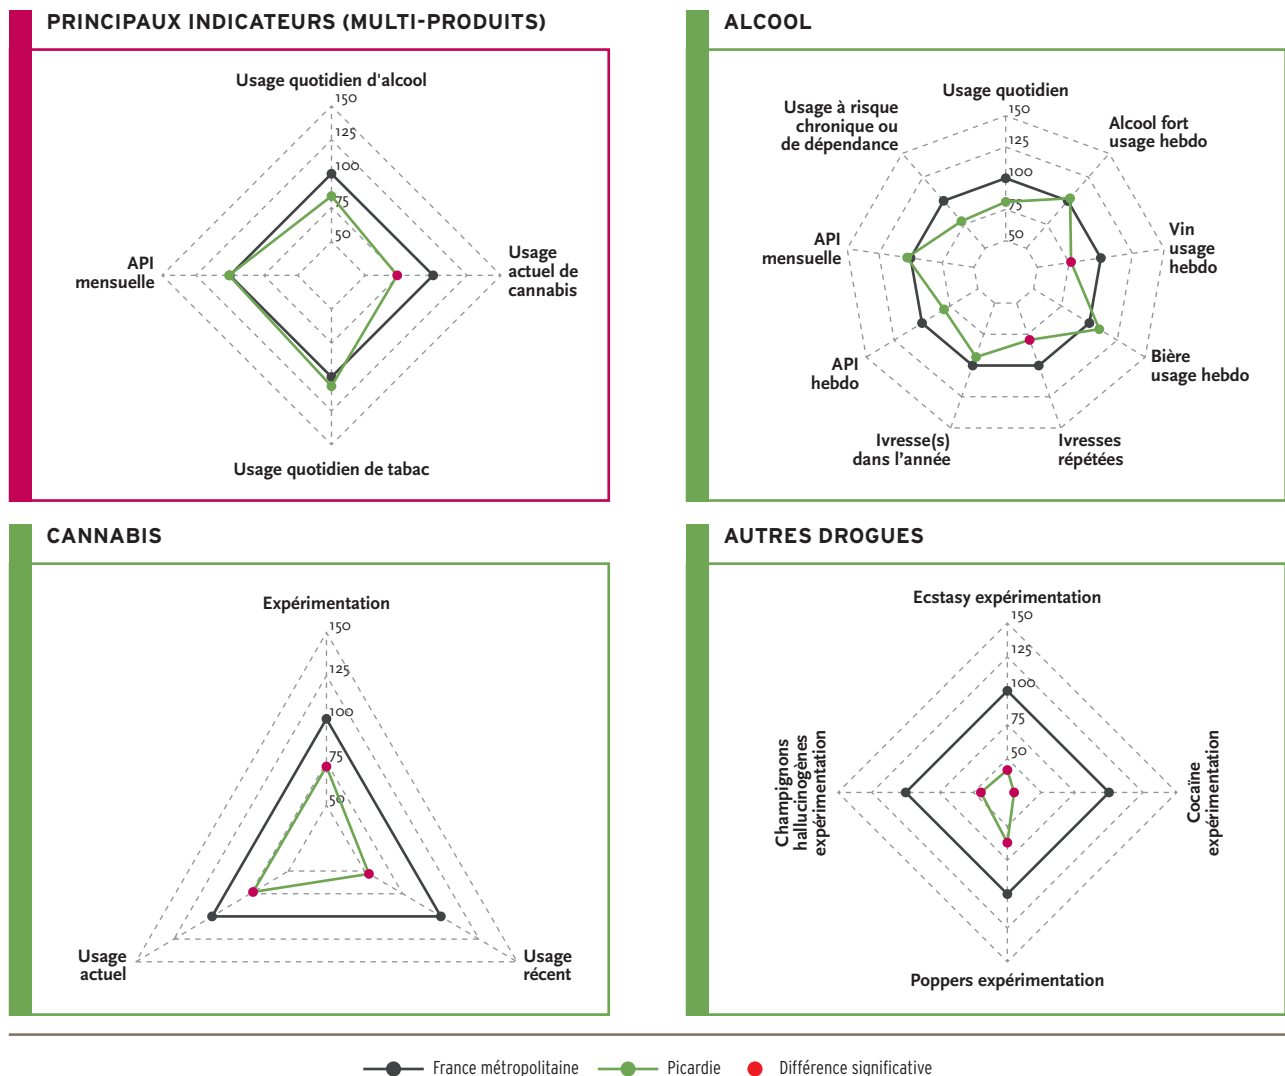 PRINCIPAUX INDICATEURS (MULTI-PRODUITS)
Usage quotidien d'alcool
150
125
100
75
50
Usage
actuel de
cannabis
API
mensuelle
Usage quotidien de tabac
ALCOOL
Usage quotidien
150
125
100
75
50
Usage à risque
chronique ou
de dépendance
Alcool fort
usage hebdo
Vin
usage
hebdo
API
mensuelle
Bière
usage hebdo
API
hebdo
Ivresse(s)
dans l'année
Ivresses
répétées
CANNABIS
Expérimentation
150
125
100
75
50
Usage
actuel
Usage
récent
AUTRES DROGUES
Ecstasy expérimentation
150
125
100
75
50
Champignons
hallucinogènes
expérimentation
Cocaïne
expérimentation
Poppers expérimentation
France métropolitaine
Picardie
Différence significative